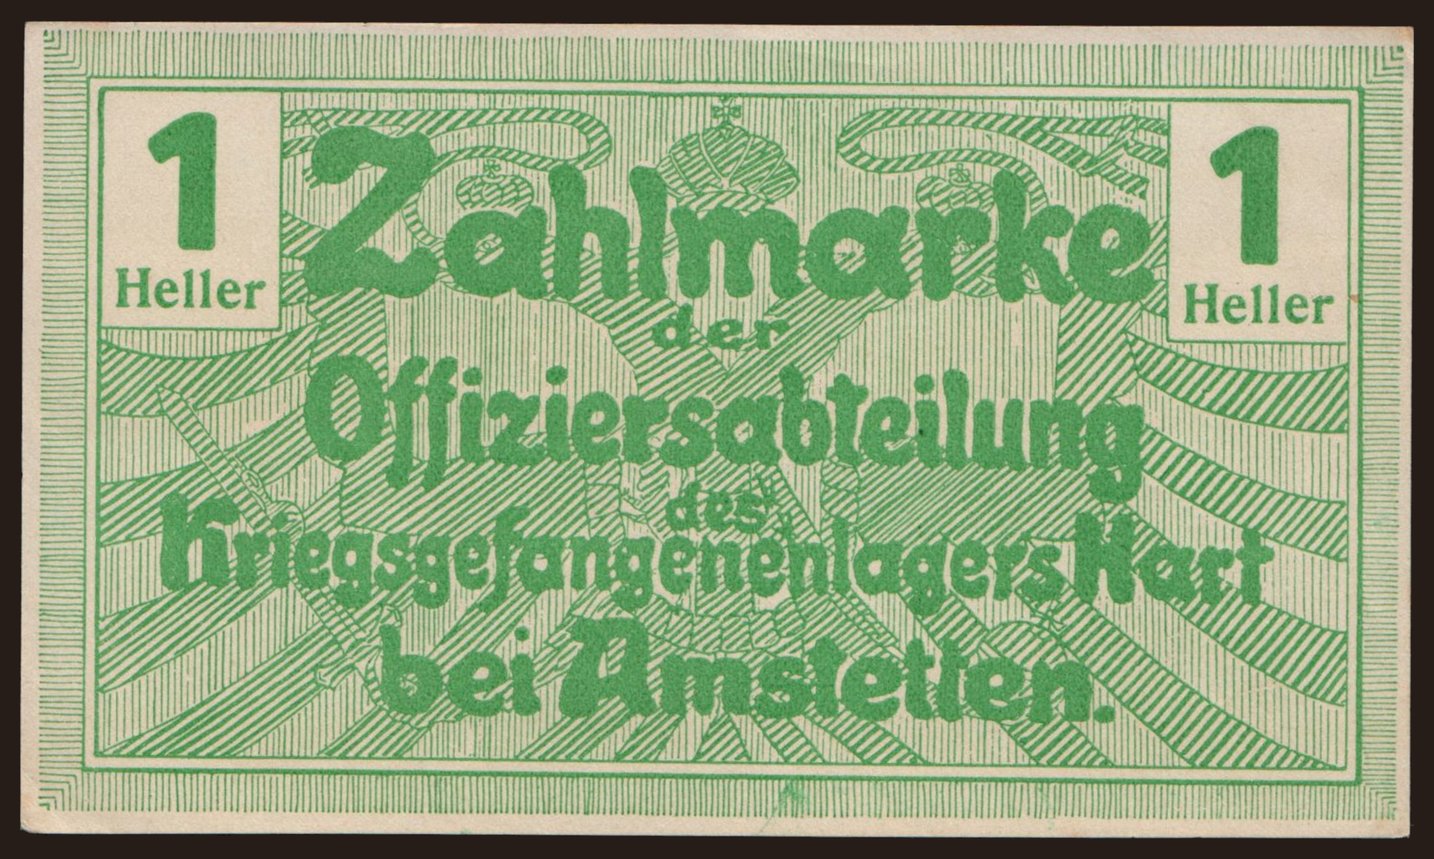 1
Heller
1
Heller
Zahlmarke
der
Offiziersabteilung
des
Kriegsgefangenenlagers Hart
bei Amstetten.